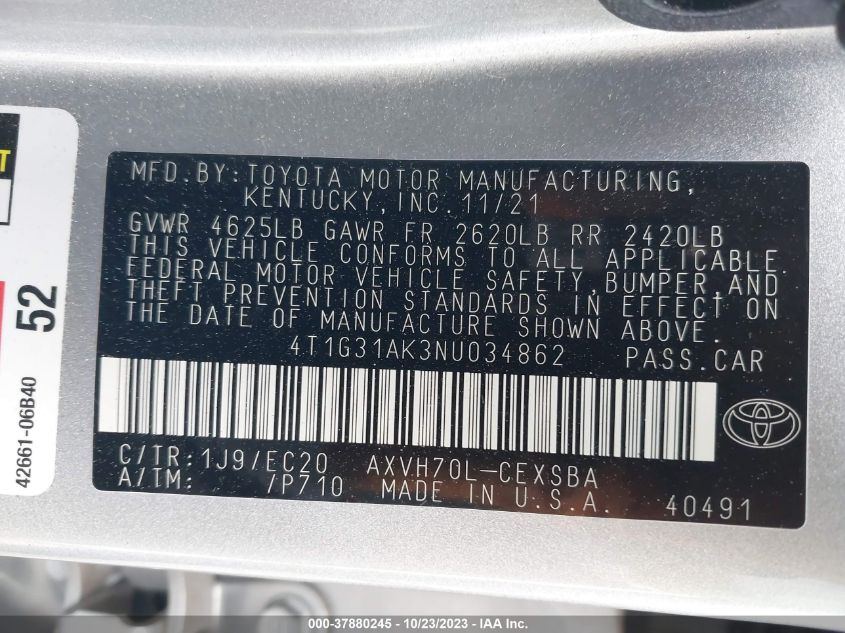 MFD.BY:TOYOTA MOTOR MANUFACTURING,
KENTUCKY,INC.11/21
GVWR 4625LB GAWR FR 2620LB RR 2420LB
THIS VEHICLE CONFORMS TO ALL APPLICABLE
FEDERAL MOTOR VEHICLE SAFETY,BUMPER,AND
THEFT PREVENTION STANDARDS IN EFFECT ON
THE DATE OF MANUFACTURE SHOWN ABOVE.
4T1G31AK3NU034862 PASS.CAR
C/TR:1J9/EC20 AXVH70L-CEXSBA
A/TM: /P710 MADE IN U.S.A. 40491
52
42661-06B40
000-37880245 - 10/23/2023 - IAA Inc.